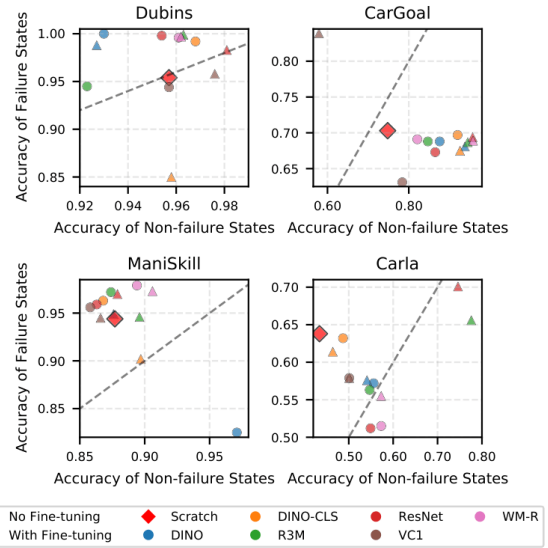 Dubins
CarGoal
Accuracy of Failure States
1.00
0.95
0.90
0.85
0.92 0.94 0.96 0.98
Accuracy of Non-failure States
0.80
0.75
0.70
0.65
0.60 0.80
Accuracy of Non-failure States
ManiSkill
Carla
Accuracy of Failure States
0.95
0.90
0.85
0.85 0.90 0.95
Accuracy of Non-failure States
0.70
0.65
0.60
0.55
0.50
0.50 0.60 0.70 0.80
Accuracy of Non-failure States
No Fine-tuning Scratch DINO-CLS ResNet WM-R
With Fine-tuning DINO R3M VC1